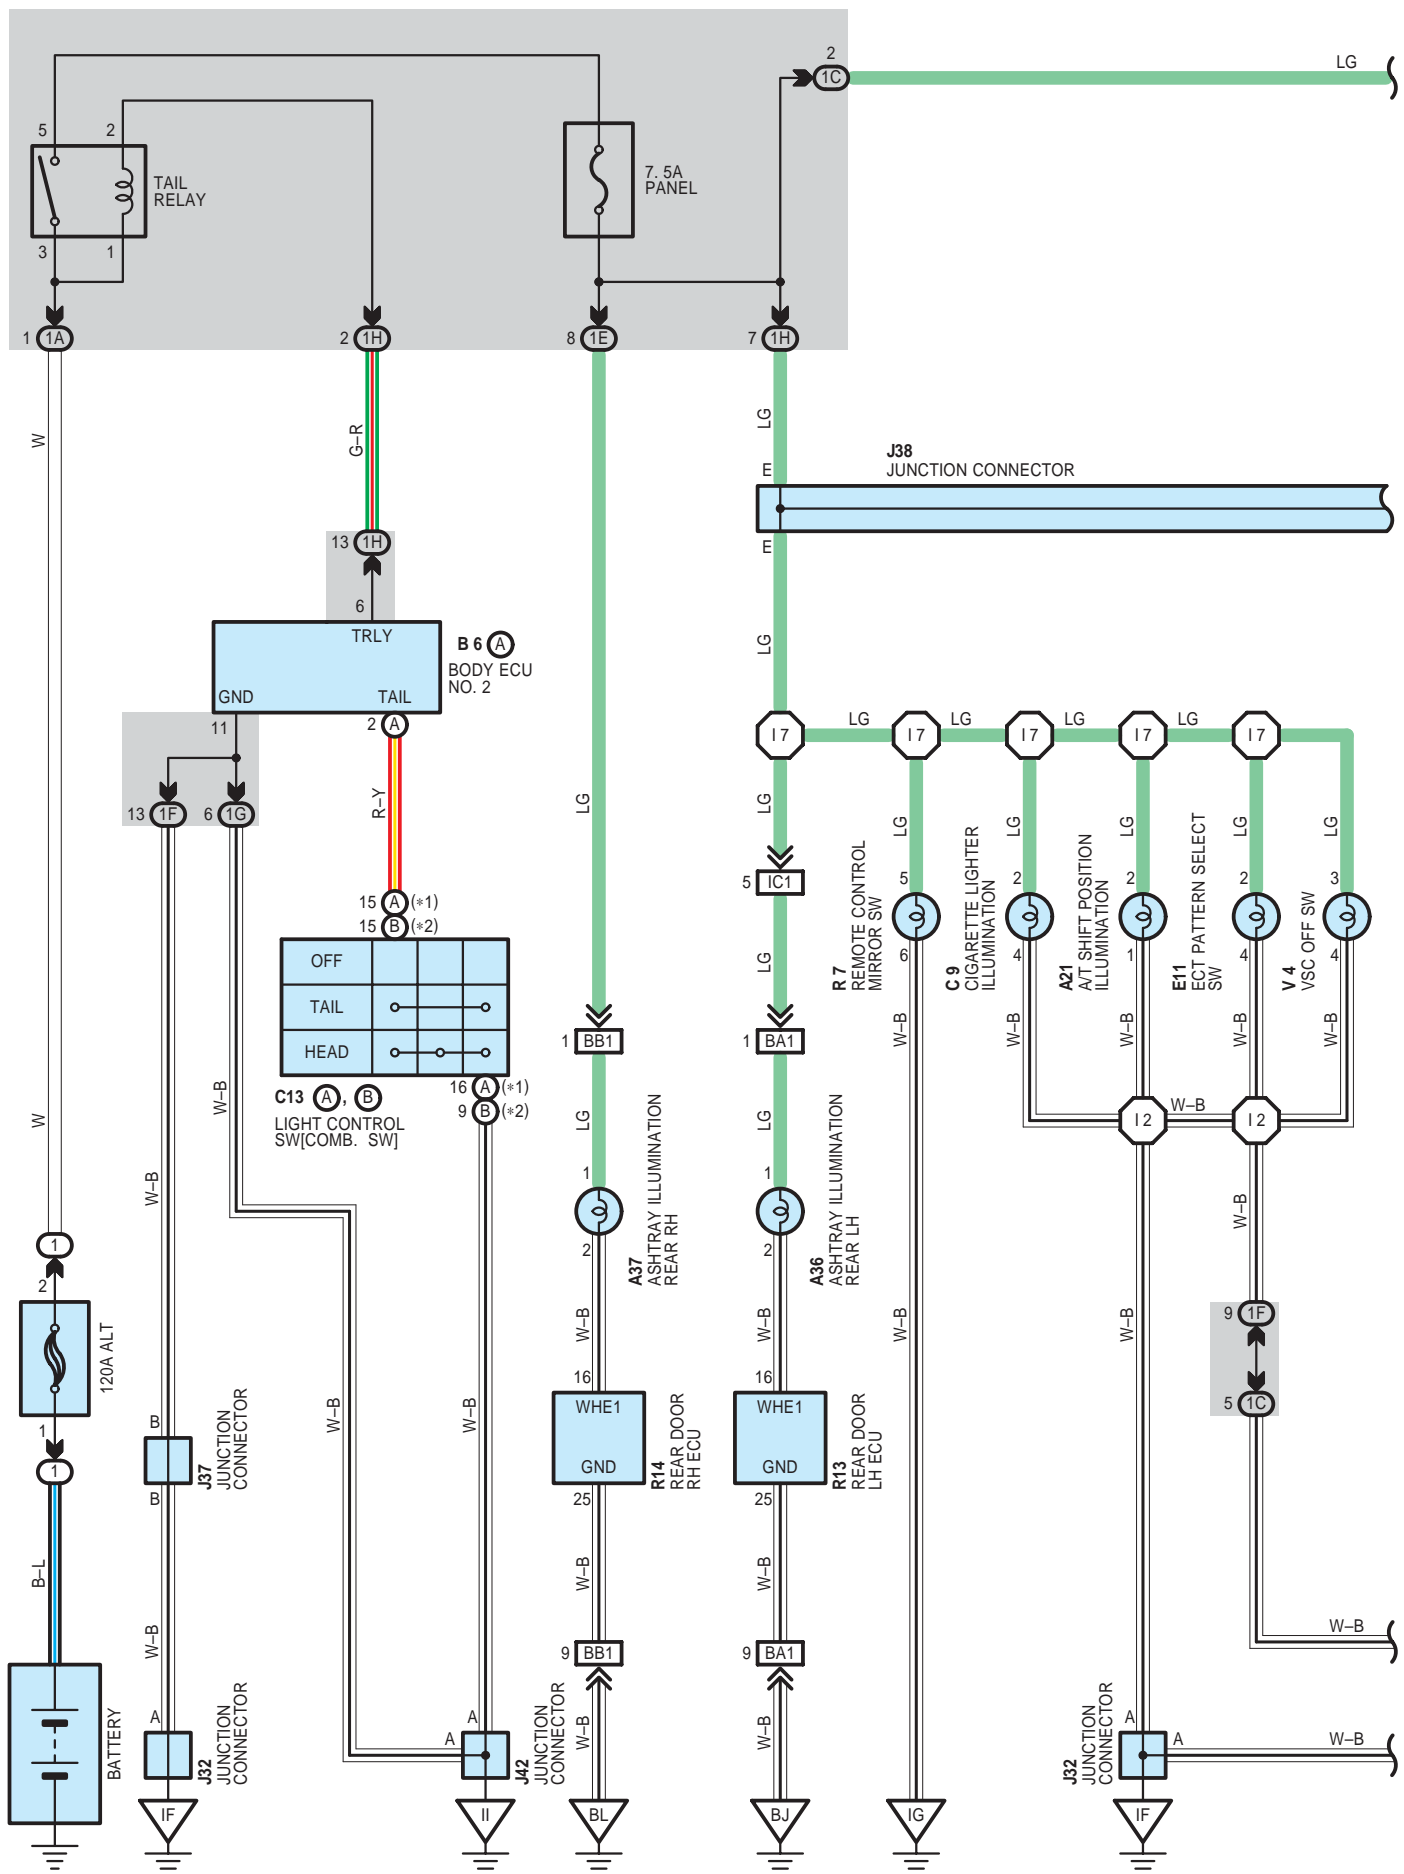 2
1C
LG
5
2
TAIL
RELAY
7. 5A
PANEL
3
1
1
1A
2
1H
8
1E
7
1H
W
G–R
LG
J38
JUNCTION CONNECTOR
E
E
13
1H
6
TRLY
B 6
A
BODY ECU
NO. 2
GND
TAIL
LG
11
2
A
I 7
LG
I 7
LG
I 7
LG
I 7
LG
I 7
13
1F
6
1G
R–Y
LG
LG
LG
LG
LG
LG
LG
5
IC1
15
A
(*1)
15
B
(*2)
5
2
2
2
3
OFF
TAIL
HEAD
LG
R 7
REMOTE CONTROL
MIRROR SW
6
C 9
CIGARETTE LIGHTER
ILLUMINATION
4
A21
A/T SHIFT POSITION
ILLUMINATION
1
E11
ECT PATTERN SELECT
SW
4
V 4
VSC OFF SW
4
1
BB1
1
BA1
W–B
W–B
W–B
W–B
W–B
W–B
C13
A
,
B
LIGHT CONTROL
SW[COMB. SW]
16
A
(*1)
9
B
(*2)
W
LG
LG
W–B
I 2
I 2
W–B
1
1
W–B
1
2
2
2
A37
ASHTRAY ILLUMINATION
REAR RH
A36
ASHTRAY ILLUMINATION
REAR LH
120A ALT
W–B
W–B
W–B
W–B
9
1F
5
1C
W–B
W–B
16
WHE1
GND
25
R14
REAR DOOR
RH ECU
16
WHE1
GND
25
R13
REAR DOOR
LH ECU
1
1
B
B
J37
JUNCTION
CONNECTOR
B–L
W–B
W–B
W–B
W–B
9
BB1
9
BA1
BATTERY
A
J32
JUNCTION
CONNECTOR
A
A
J42
JUNCTION
CONNECTOR
W–B
W–B
A
A
J32
JUNCTION
CONNECTOR
W–B
IF
II
BL
BJ
IG
IF